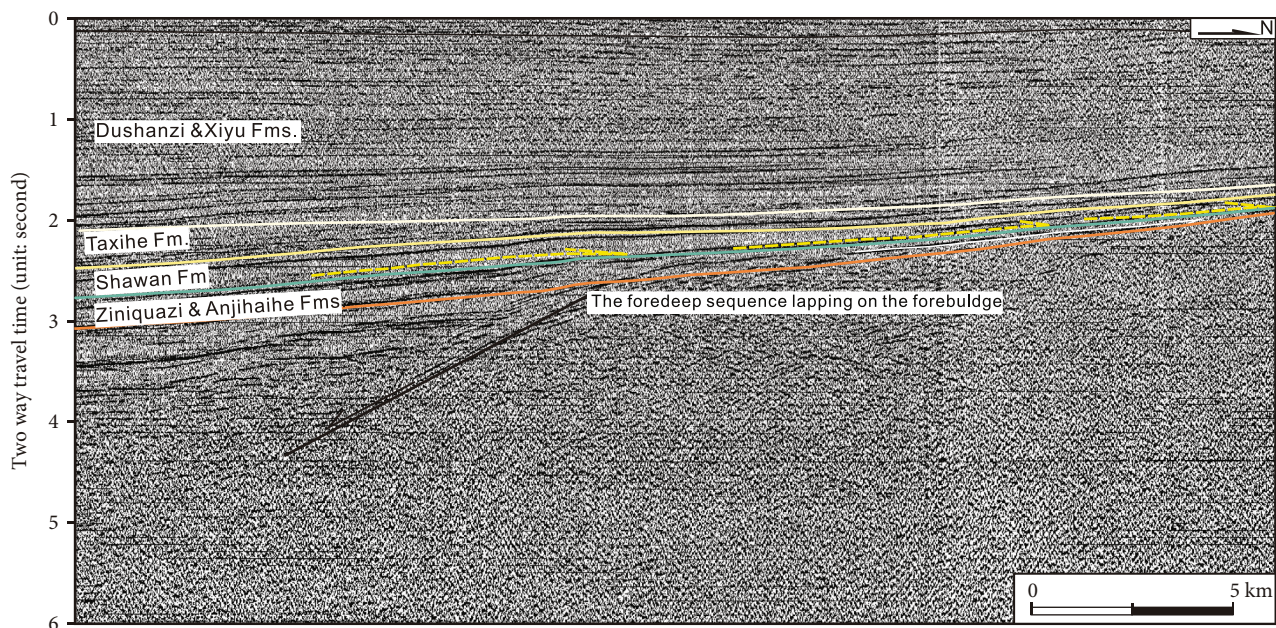 0
N
1
Dushanzi &Xiyu Fms.
2
Taxihe Fm.
Shawan Fm
Ziniquazi & Anjihaihe Fms
The foredeep sequence lapping on the forebuldge
3
4
5
6
Two way travel time (unit: second)
0 5 km